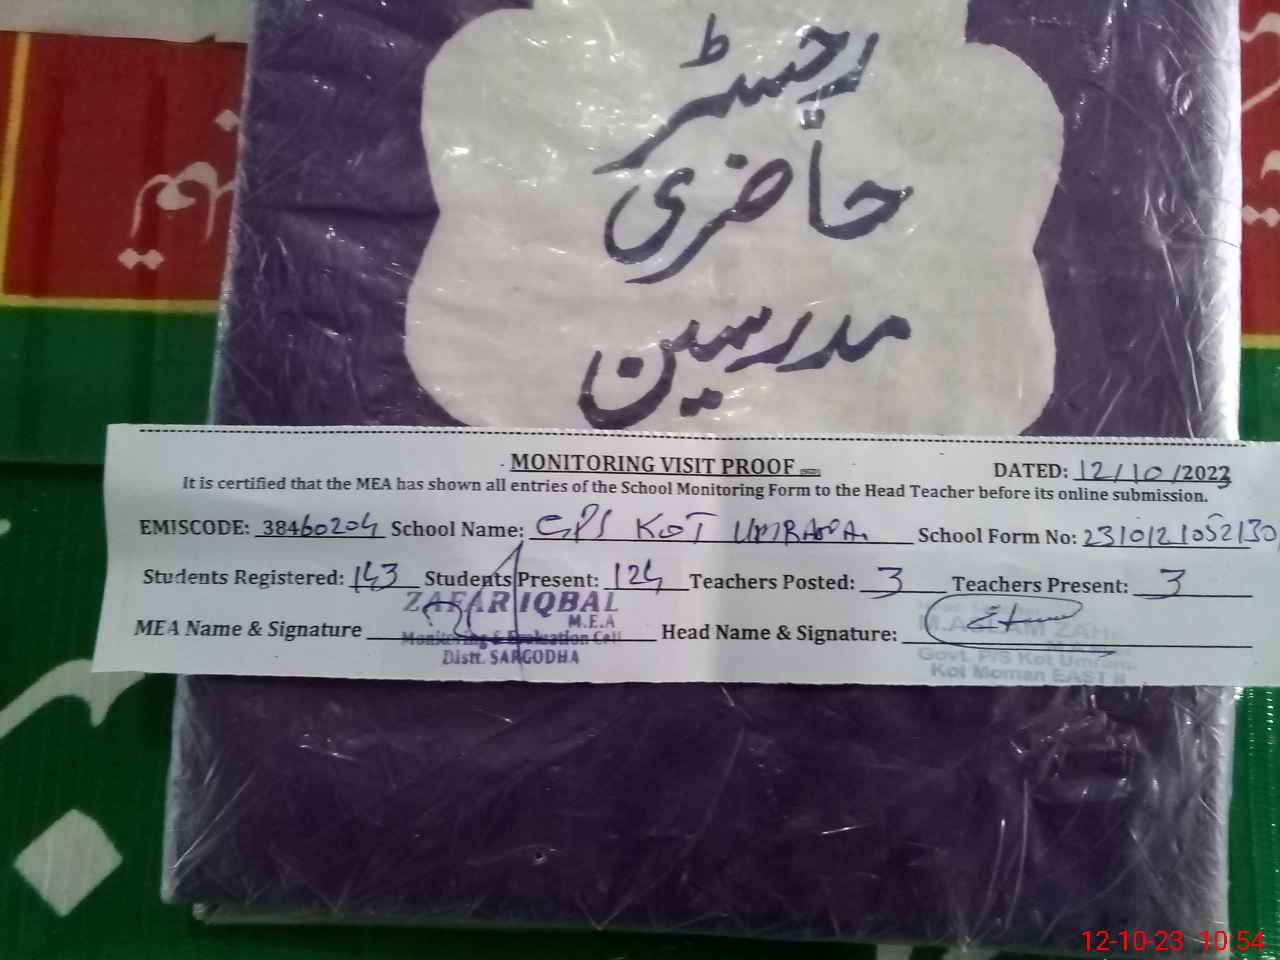 رجسٹر
حاضری
مدرسین
MONITORING VISIT PROOF
DATED: 12/10/2023
It is certified that the MEA has shown all entries of the School Monitoring Form to the Head Teacher before its online submission.
EMISCODE: 38460204 School Name: GPS KOT UMRANA. School Form No: 2310121052130
Students Registered: 143 Students Present: 124 Teachers Posted: 3 Teachers Present: 3
ZAFAR IQBAL
M.E.A
MEA Name & Signature Head Name & Signature:
Monitoring & Evaluation Cell
Distt. SARGODHA
M.ASLAM
Govt. P/S Kot Umrana
Kot Moman EAST II
12-10-23 10:54